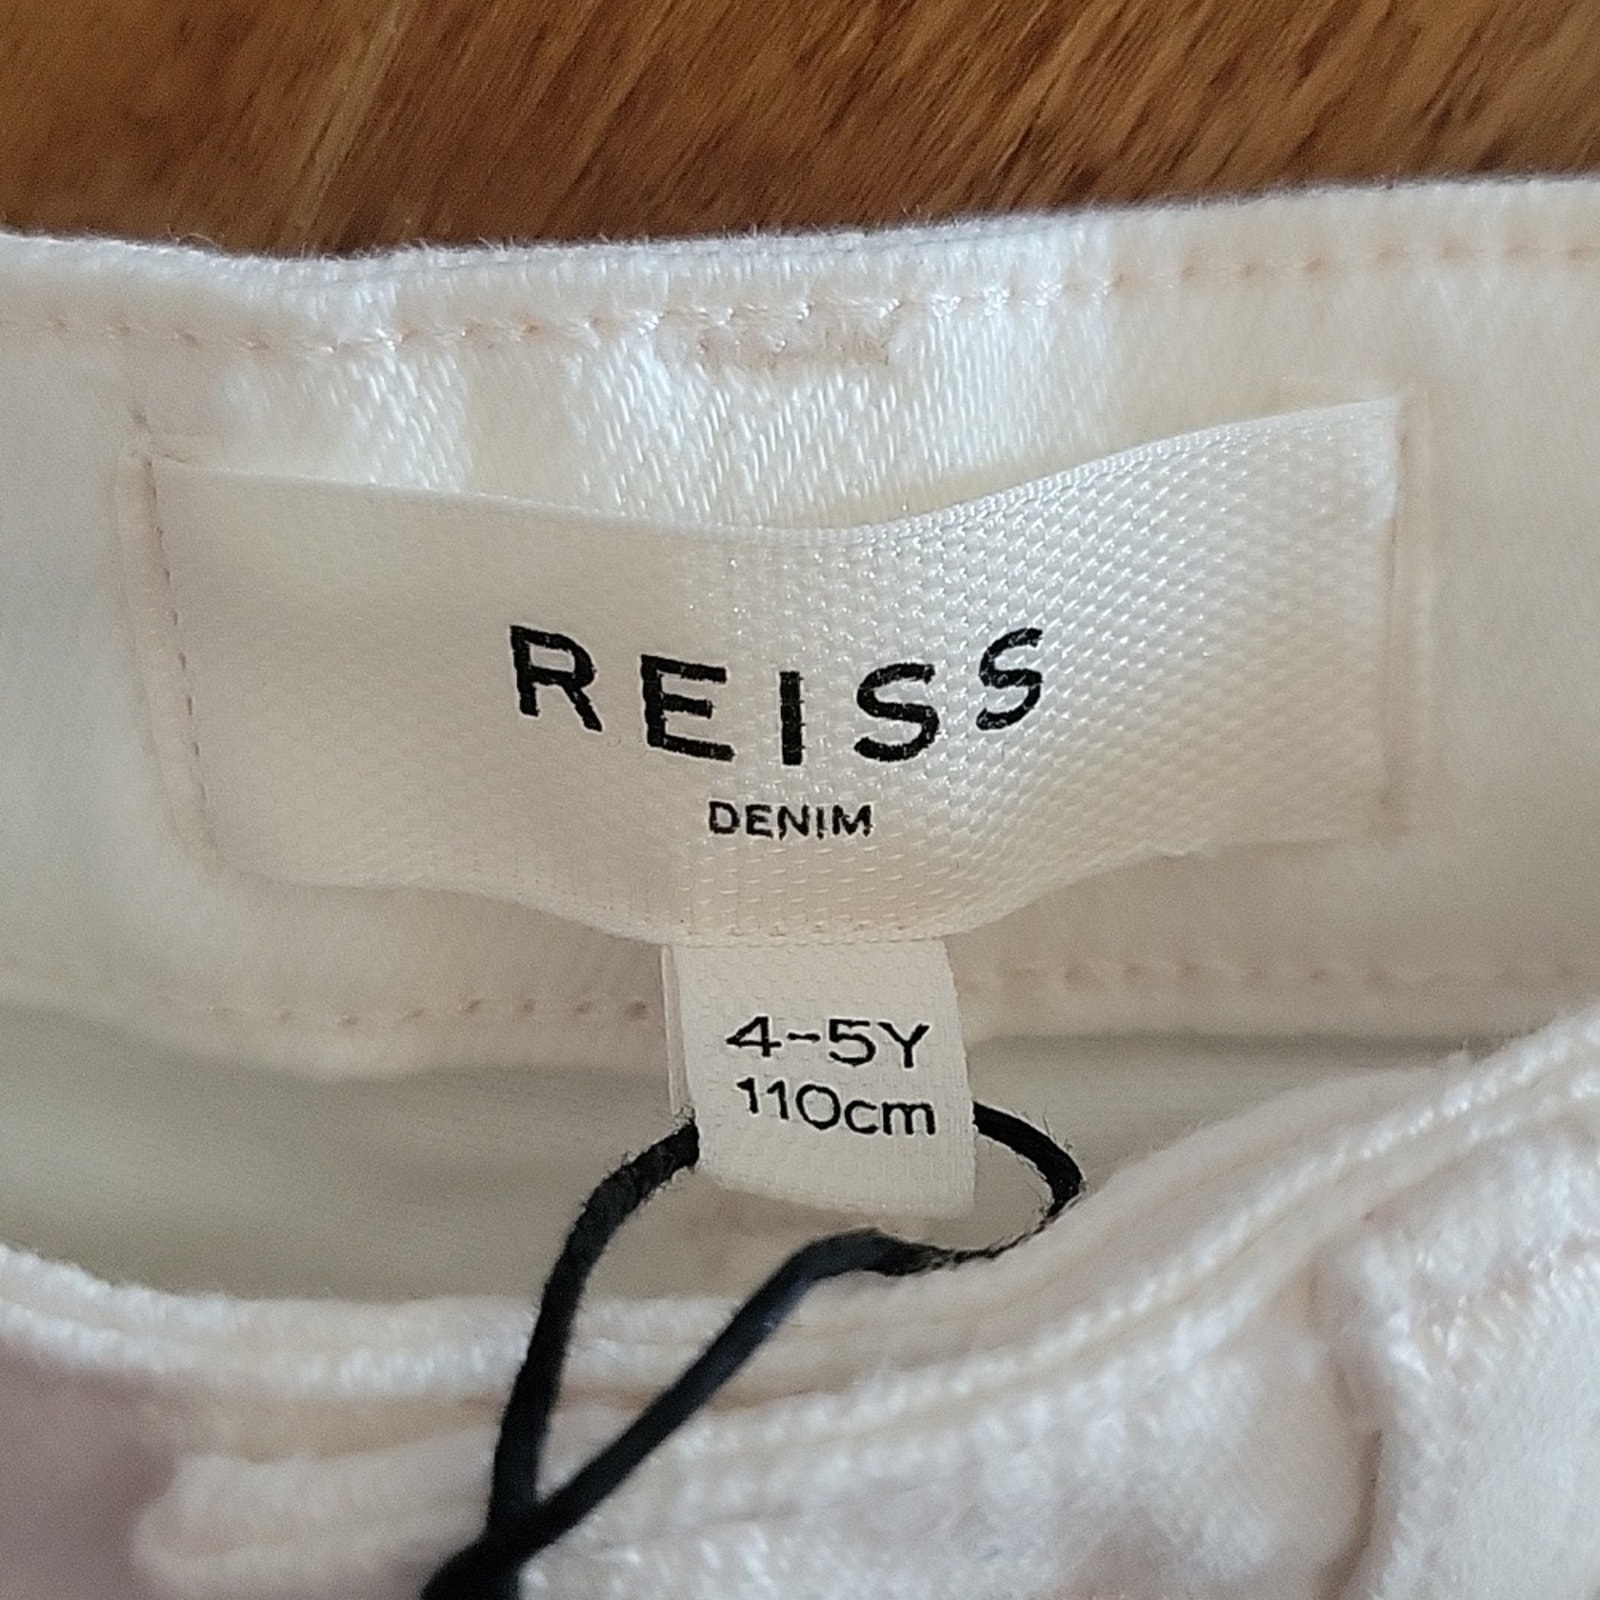 REISS
DENIM
4-5Y
110cm